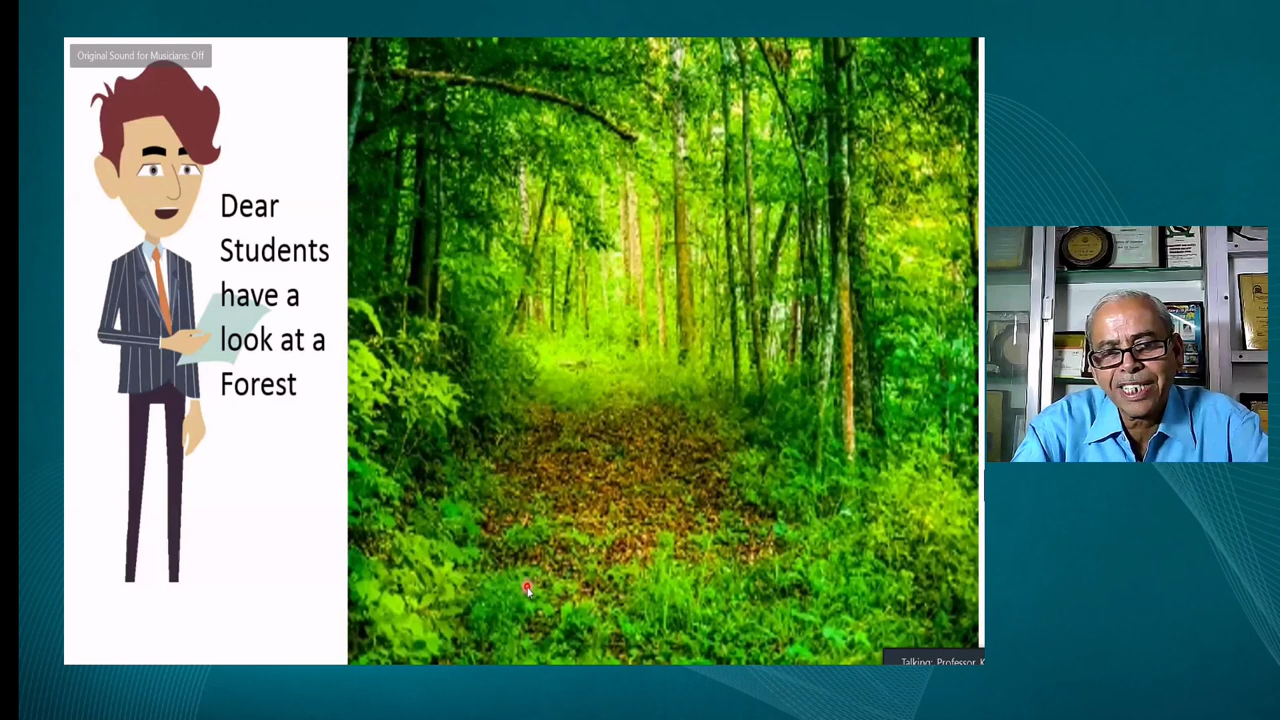 Original Sound for Musicians: Off
Dear
Students
have a
look at a
Forest
Talking: Professor K